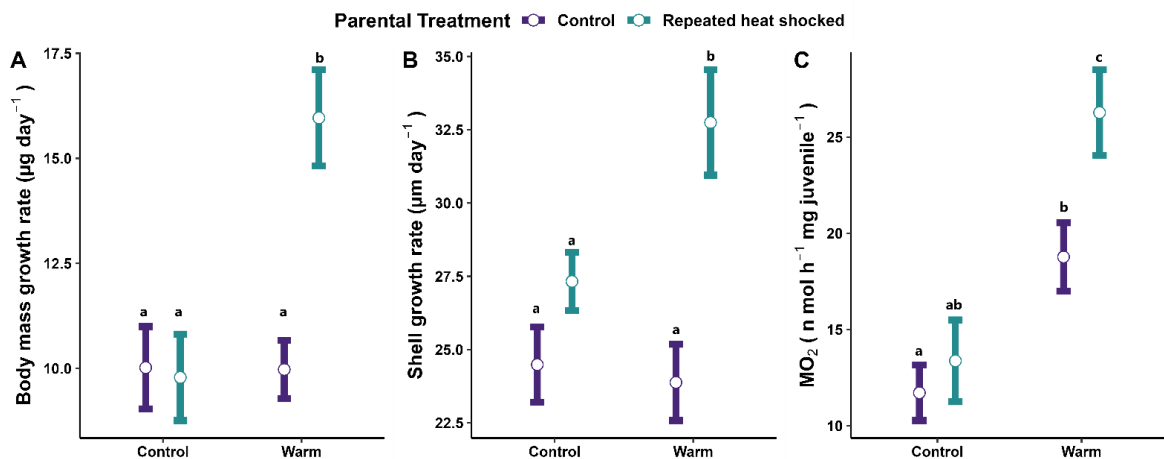 Parental Treatment Control Repeated heat shocked
A
Body mass growth rate (µg day⁻¹ )
17.5
15.0
12.5
10.0
b
a
a
a
Control
Warm
B
Shell growth rate (µm day⁻¹)
35.0
32.5
30.0
27.5
25.0
22.5
b
a
a
a
Control
Warm
C
MO₂ ( n mol h⁻¹ mg juvenile⁻¹)
25
20
15
10
c
b
ab
a
Control
Warm